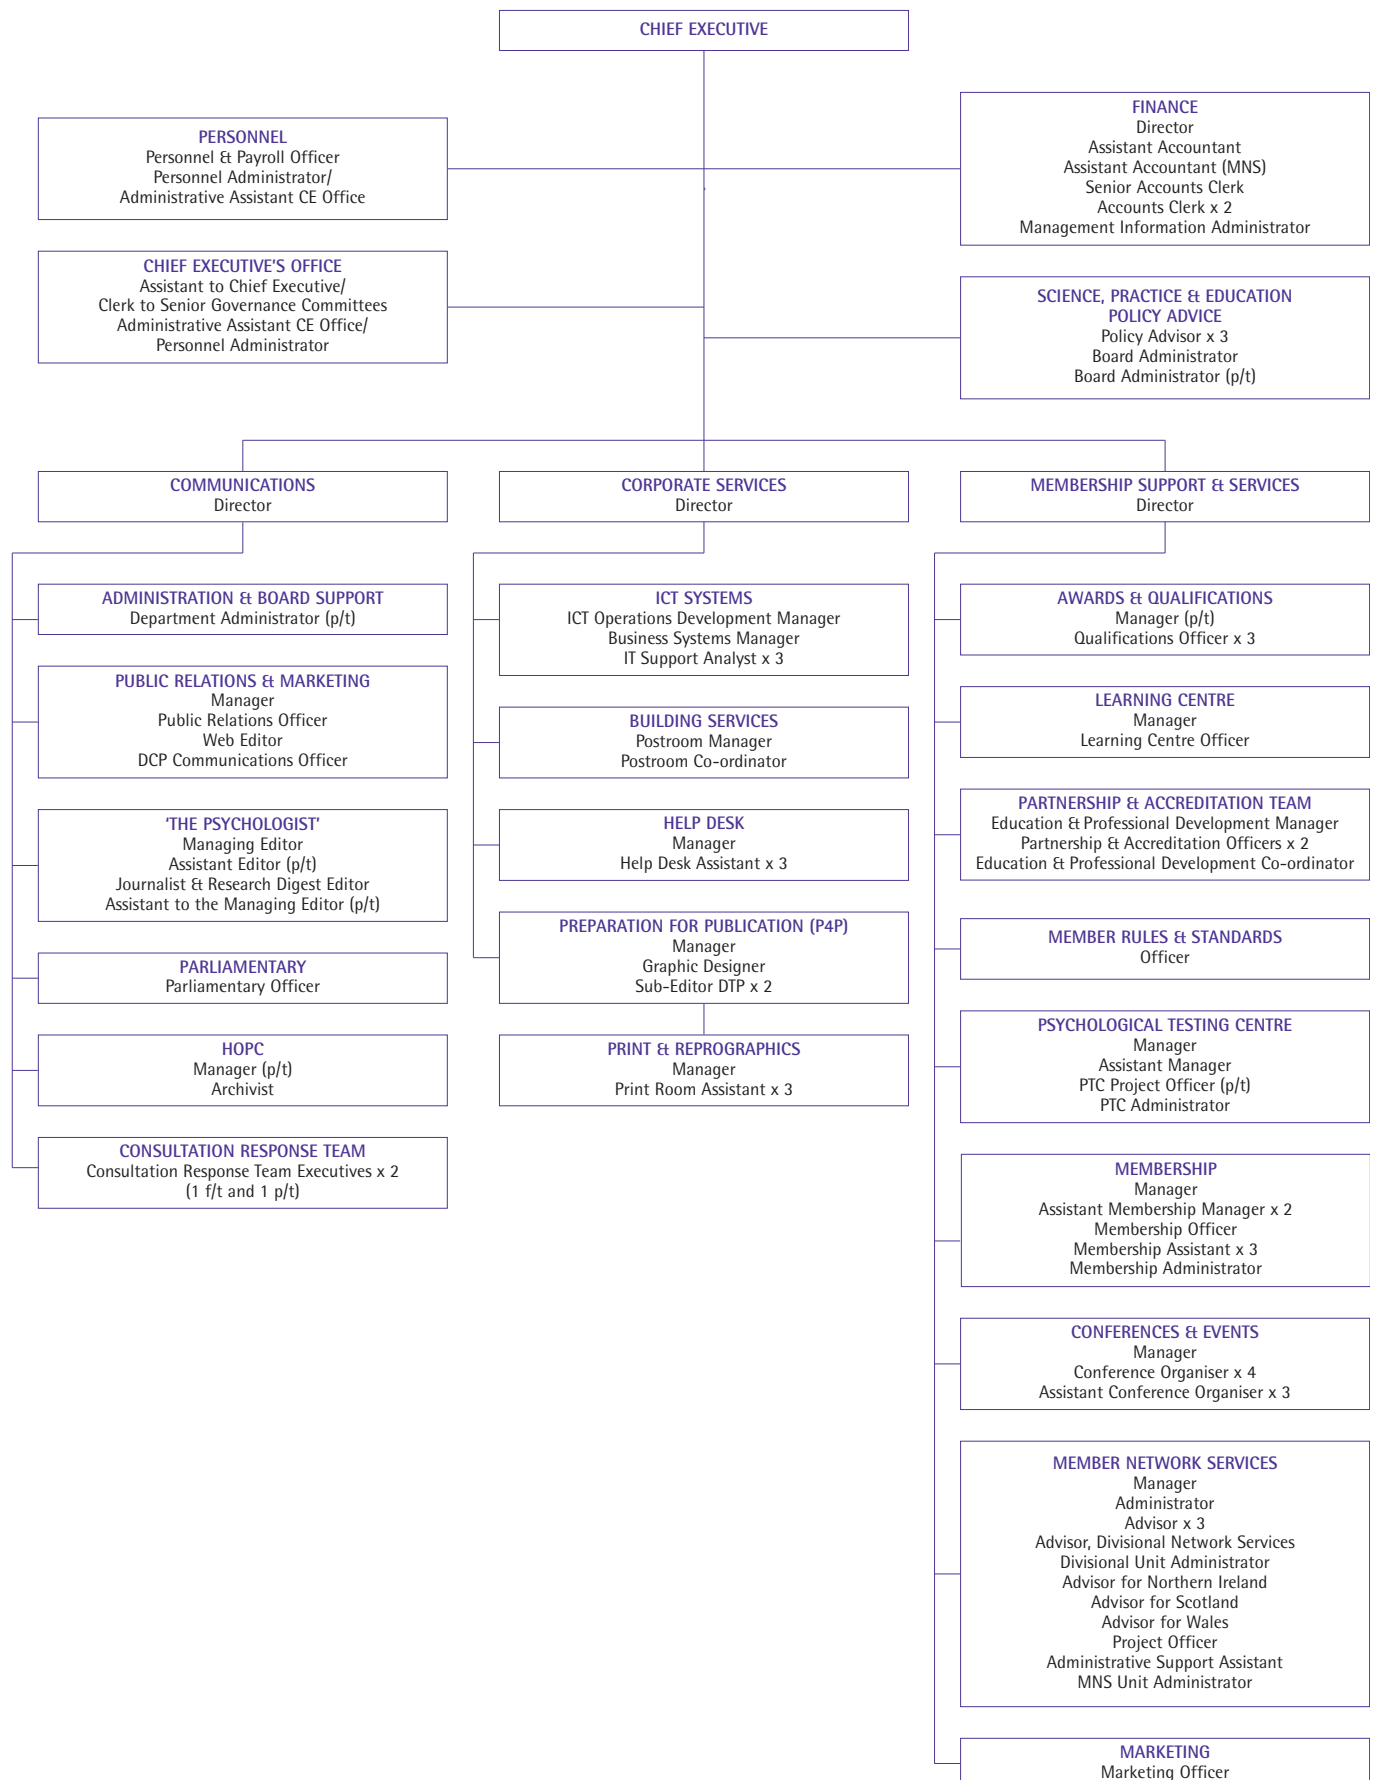 CHIEF EXECUTIVE
PERSONNEL
Personnel & Payroll Officer
Personnel Administrator/
Administrative Assistant CE Office
FINANCE
Director
Assistant Accountant
Assistant Accountant (MNS)
Senior Accounts Clerk
Accounts Clerk x 2
Management Information Administrator
CHIEF EXECUTIVE'S OFFICE
Assistant to Chief Executive/
Clerk to Senior Governance Committees
Administrative Assistant CE Office/
Personnel Administrator
SCIENCE, PRACTICE & EDUCATION
POLICY ADVICE
Policy Advisor x 3
Board Administrator
Board Administrator (p/t)
COMMUNICATIONS
Director
ADMINISTRATION & BOARD SUPPORT
Department Administrator (p/t)
PUBLIC RELATIONS & MARKETING
Manager
Public Relations Officer
Web Editor
DCP Communications Officer
'THE PSYCHOLOGIST'
Managing Editor
Assistant Editor (p/t)
Journalist & Research Digest Editor
Assistant to the Managing Editor (p/t)
PARLIAMENTARY
Parliamentary Officer
HOPC
Manager (p/t)
Archivist
CONSULTATION RESPONSE TEAM
Consultation Response Team Executives x 2
(1 f/t and 1 p/t)
CORPORATE SERVICES
Director
ICT SYSTEMS
ICT Operations Development Manager
Business Systems Manager
IT Support Analyst x 3
BUILDING SERVICES
Postroom Manager
Postroom Co-ordinator
HELP DESK
Manager
Help Desk Assistant x 3
PREPARATION FOR PUBLICATION (P4P)
Manager
Graphic Designer
Sub-Editor DTP x 2
PRINT & REPROGRAPHICS
Manager
Print Room Assistant x 3
MEMBERSHIP SUPPORT & SERVICES
Director
AWARDS & QUALIFICATIONS
Manager (p/t)
Qualifications Officer x 3
LEARNING CENTRE
Manager
Learning Centre Officer
PARTNERSHIP & ACCREDITATION TEAM
Education & Professional Development Manager
Partnership & Accreditation Officers x 2
Education & Professional Development Co-ordinator
MEMBER RULES & STANDARDS
Officer
PSYCHOLOGICAL TESTING CENTRE
Manager
Assistant Manager
PTC Project Officer (p/t)
PTC Administrator
MEMBERSHIP
Manager
Assistant Membership Manager x 2
Membership Officer
Membership Assistant x 3
Membership Administrator
CONFERENCES & EVENTS
Manager
Conference Organiser x 4
Assistant Conference Organiser x 3
MEMBER NETWORK SERVICES
Manager
Administrator
Advisor x 3
Advisor, Divisional Network Services
Divisional Unit Administrator
Advisor for Northern Ireland
Advisor for Scotland
Advisor for Wales
Project Officer
Administrative Support Assistant
MNS Unit Administrator
MARKETING
Marketing Officer